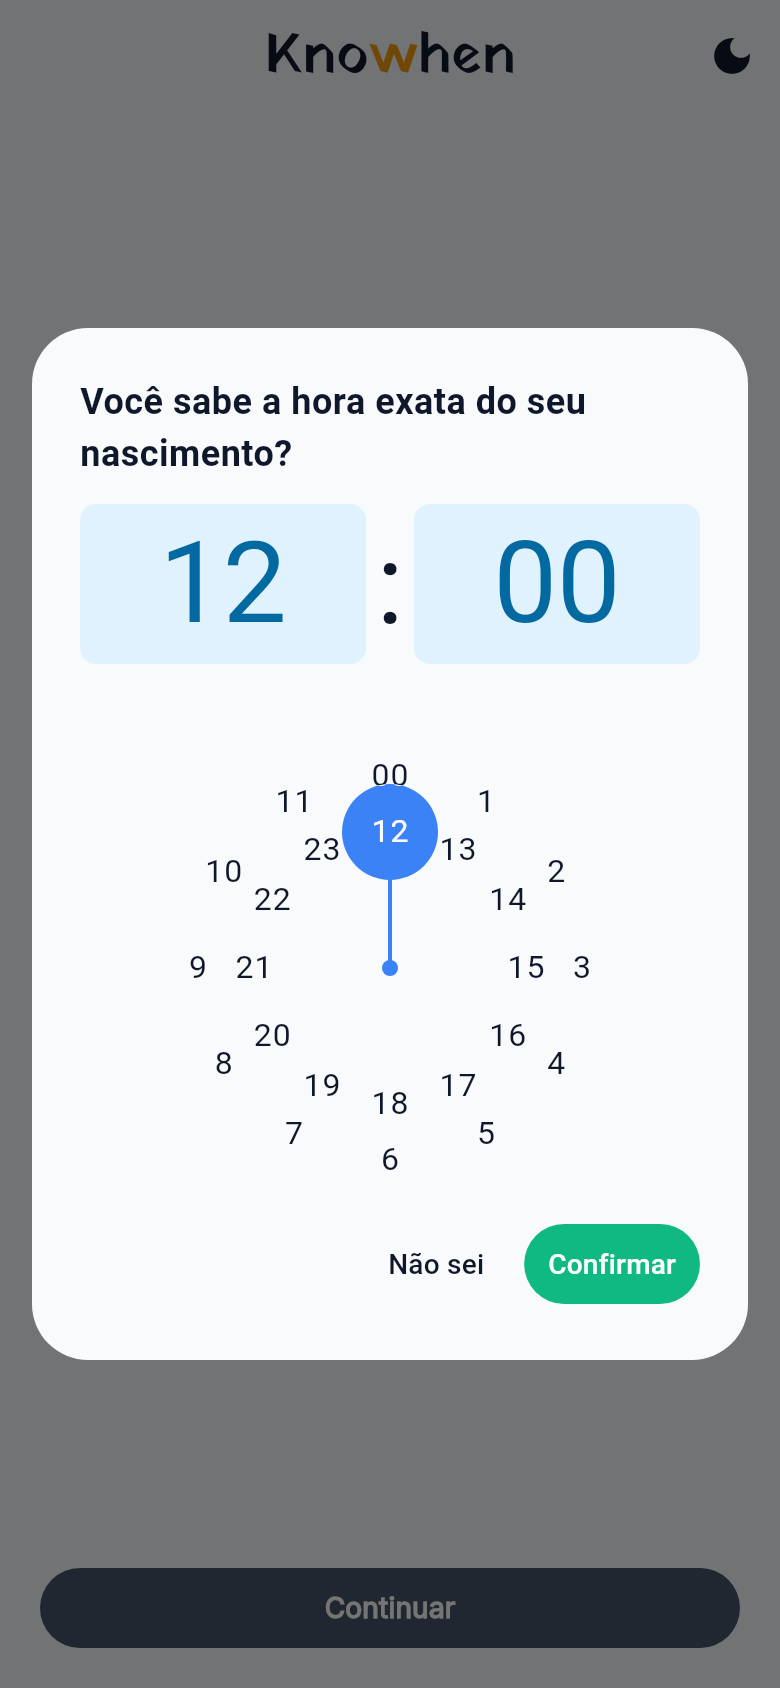 Knowhen
Você sabe a hora exata do seu
nascimento?
12 : 00
00
11 1
12
23 13
10 2
22 14
9 21 15 3
20 16
8 4
19 17
18
7 5
6
Não sei Confirmar
Continuar